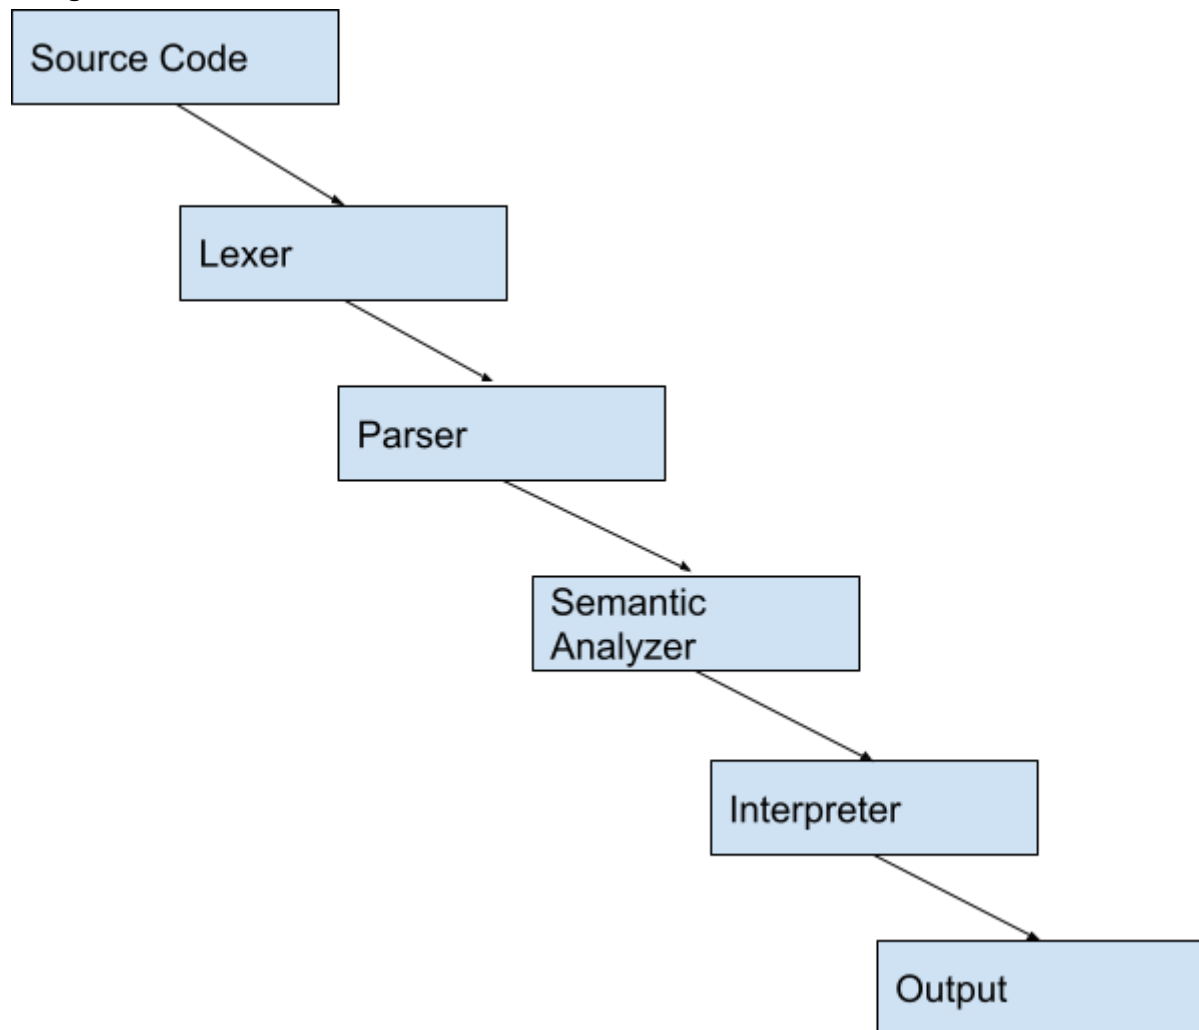 Source Code
Lexer
Parser
Semantic
Analyzer
Interpreter
Output